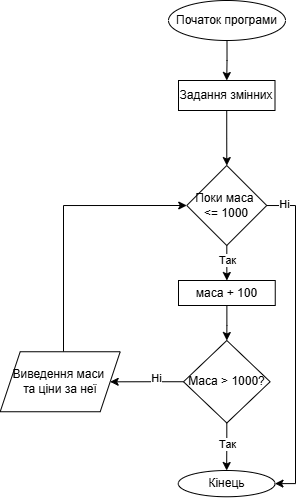 Початок програми
Задання змінних
Поки маса
<= 1000
Ні
Так
маса + 100
Маса > 1000?
Ні
Виведення маси
та ціни за неї
Так
Кінець